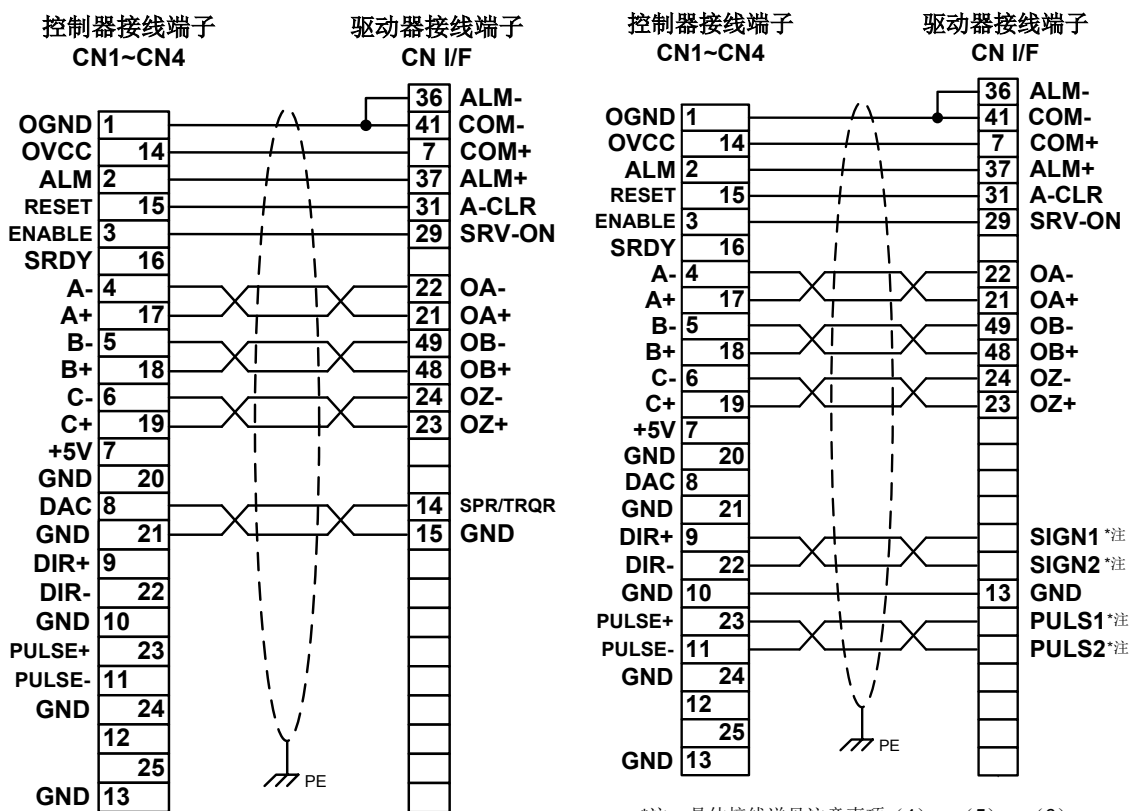 控制器接线端子
CN1~CN4
驱动器接线端子
CN I/F
36 ALM-
OGND 1 41 COM-
OVCC 14 7 COM+
ALM 2 37 ALM+
RESET 15 31 A-CLR
ENABLE 3 29 SRV-ON
SRDY 16
A- 4 22 OA-
A+ 17 21 OA+
B- 5 49 OB-
B+ 18 48 OB+
C- 6 24 OZ-
C+ 19 23 OZ+
+5V 7
GND 20
DAC 8 14 SPR/TRQR
GND 21 15 GND
DIR+ 9
DIR- 22
GND 10
PULSE+ 23
PULSE- 11
GND 24
12
25
GND 13
PE
控制器接线端子
CN1~CN4
驱动器接线端子
CN I/F
36 ALM-
OGND 1 41 COM-
OVCC 14 7 COM+
ALM 2 37 ALM+
RESET 15 31 A-CLR
ENABLE 3 29 SRV-ON
SRDY 16
A- 4 22 OA-
A+ 17 21 OA+
B- 5 49 OB-
B+ 18 48 OB+
C- 6 24 OZ-
C+ 19 23 OZ+
+5V 7
GND 20
DAC 8
GND 21
DIR+ 9 SIGN1 *注
DIR- 22 SIGN2 *注
GND 10 13 GND
PULSE+ 23 PULS1*注
PULSE- 11 PULS2*注
GND 24
12
25
GND 13
PE